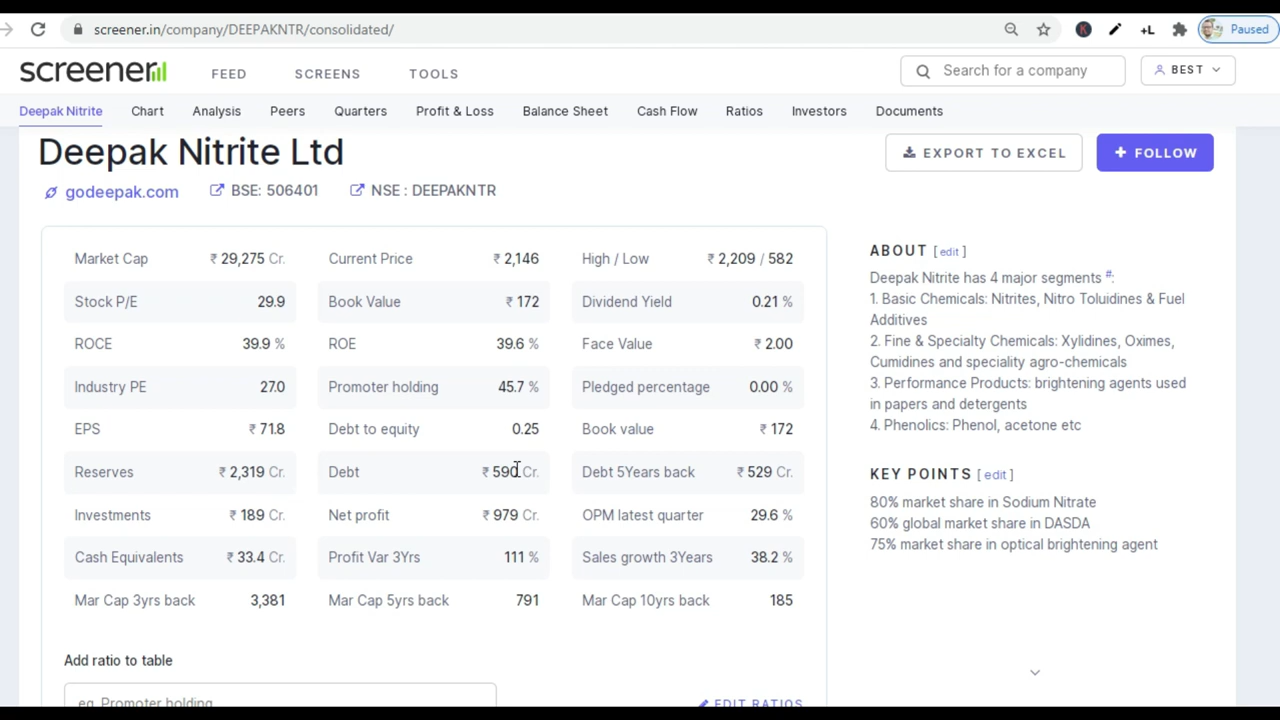 screener.in/company/DEEPAKNTR/consolidated/
K
+L
Paused
screener
FEED SCREENS TOOLS
Search for a company
BEST
Deepak Nitrite Chart Analysis Peers Quarters Profit & Loss Balance Sheet Cash Flow Ratios Investors Documents
Deepak Nitrite Ltd
EXPORT TO EXCEL
+ FOLLOW
godeepak.com BSE: 506401 NSE : DEEPAKNTR
Market Cap ₹ 29,275 Cr. Current Price ₹ 2,146 High / Low ₹ 2,209 / 582
Stock P/E 29.9 Book Value ₹ 172 Dividend Yield 0.21 %
ROCE 39.9 % ROE 39.6 % Face Value ₹ 2.00
Industry PE 27.0 Promoter holding 45.7 % Pledged percentage 0.00 %
EPS ₹ 71.8 Debt to equity 0.25 Book value ₹ 172
Reserves ₹ 2,319 Cr. Debt ₹ 590 Cr. Debt 5Years back ₹ 529 Cr.
Investments ₹ 189 Cr. Net profit ₹ 979 Cr. OPM latest quarter 29.6 %
Cash Equivalents ₹ 33.4 Cr. Profit Var 3Yrs 111 % Sales growth 3Years 38.2 %
Mar Cap 3yrs back 3,381 Mar Cap 5yrs back 791 Mar Cap 10yrs back 185
Add ratio to table
eg. Promoter holding
EDIT RATIOS
ABOUT [ edit ]
Deepak Nitrite has 4 major segments #:
1. Basic Chemicals: Nitrites, Nitro Toluidines & Fuel
Additives
2. Fine & Specialty Chemicals: Xylidines, Oximes,
Cumidines and speciality agro-chemicals
3. Performance Products: brightening agents used
in papers and detergents
4. Phenolics: Phenol, acetone etc
KEY POINTS [ edit ]
80% market share in Sodium Nitrate
60% global market share in DASDA
75% market share in optical brightening agent